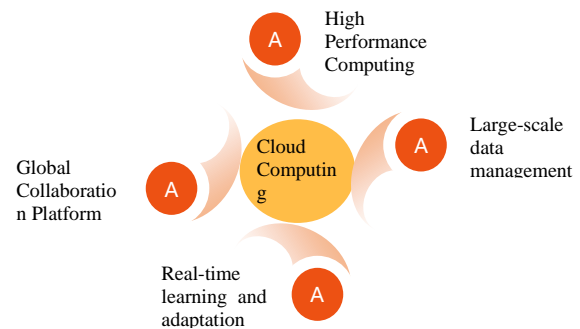 A
High
Performance
Computing
A
Large-scale
data
management
Cloud
Computin
g
Global
Collaboratio
n Platform
A
Real-time
learning and
adaptation
A